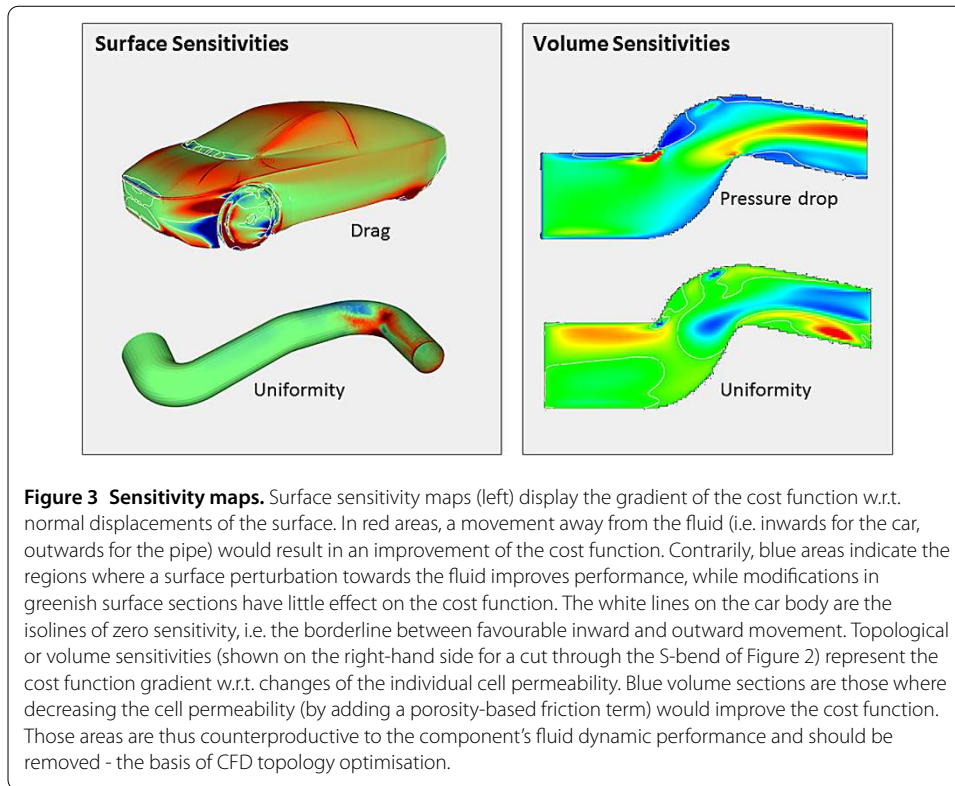 Surface Sensitivities
Drag
Uniformity
Volume Sensitivities
Pressure drop
Uniformity
Figure 3 Sensitivity maps. Surface sensitivity maps (left) display the gradient of the cost function w.r.t.
normal displacements of the surface. In red areas, a movement away from the fluid (i.e. inwards for the car,
outwards for the pipe) would result in an improvement of the cost function. Contrarily, blue areas indicate the
regions where a surface perturbation towards the fluid improves performance, while modifications in
greenish surface sections have little effect on the cost function. The white lines on the car body are the
isolines of zero sensitivity, i.e. the borderline between favourable inward and outward movement. Topological
or volume sensitivities (shown on the right-hand side for a cut through the S-bend of Figure 2) represent the
cost function gradient w.r.t. changes of the individual cell permeability. Blue volume sections are those where
decreasing the cell permeability (by adding a porosity-based friction term) would improve the cost function.
Those areas are thus counterproductive to the component's fluid dynamic performance and should be
removed - the basis of CFD topology optimisation.